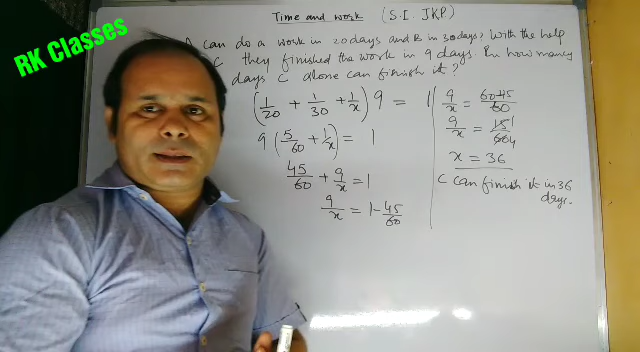 RK Classes
Time and work (S.I. JKP)
A can do a work in 20 days and B in 30 days, with the help
C they finished the work in 9 days. In how many
days C alone can finish it?
(1/20 + 1/30 + 1/x) 9 = 1
9 (5/60 + 1/x) = 1
45/60 + 9/x = 1
9/x = 1 - 45/60
9/x = 60-45/60
9/x = 15 1/60 4
x = 36
C can finish it in 36
days.